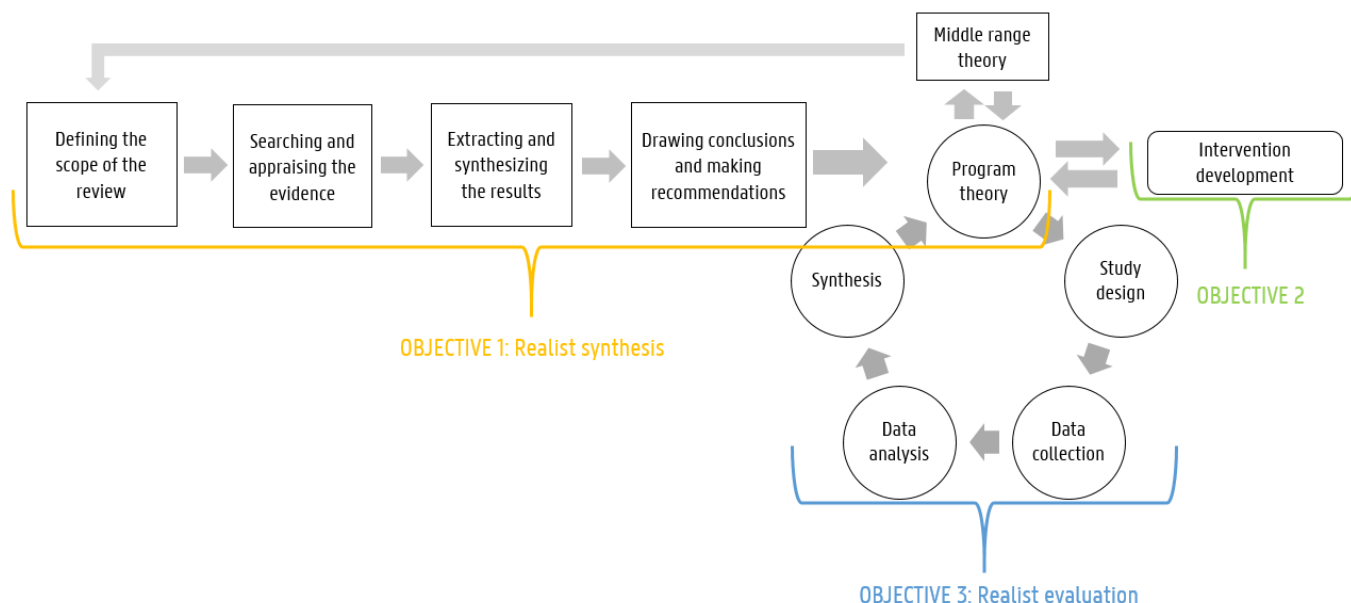 Middle range
theory
Defining the
scope of the
review
Searching and
appraising the
evidence
Extracting and
synthesizing
the results
Drawing conclusions
and making
recommendations
Program
theory
Intervention
development
Synthesis
Study
design
OBJECTIVE 2
OBJECTIVE 1: Realist synthesis
Data
analysis
Data
collection
OBJECTIVE 3: Realist evaluation